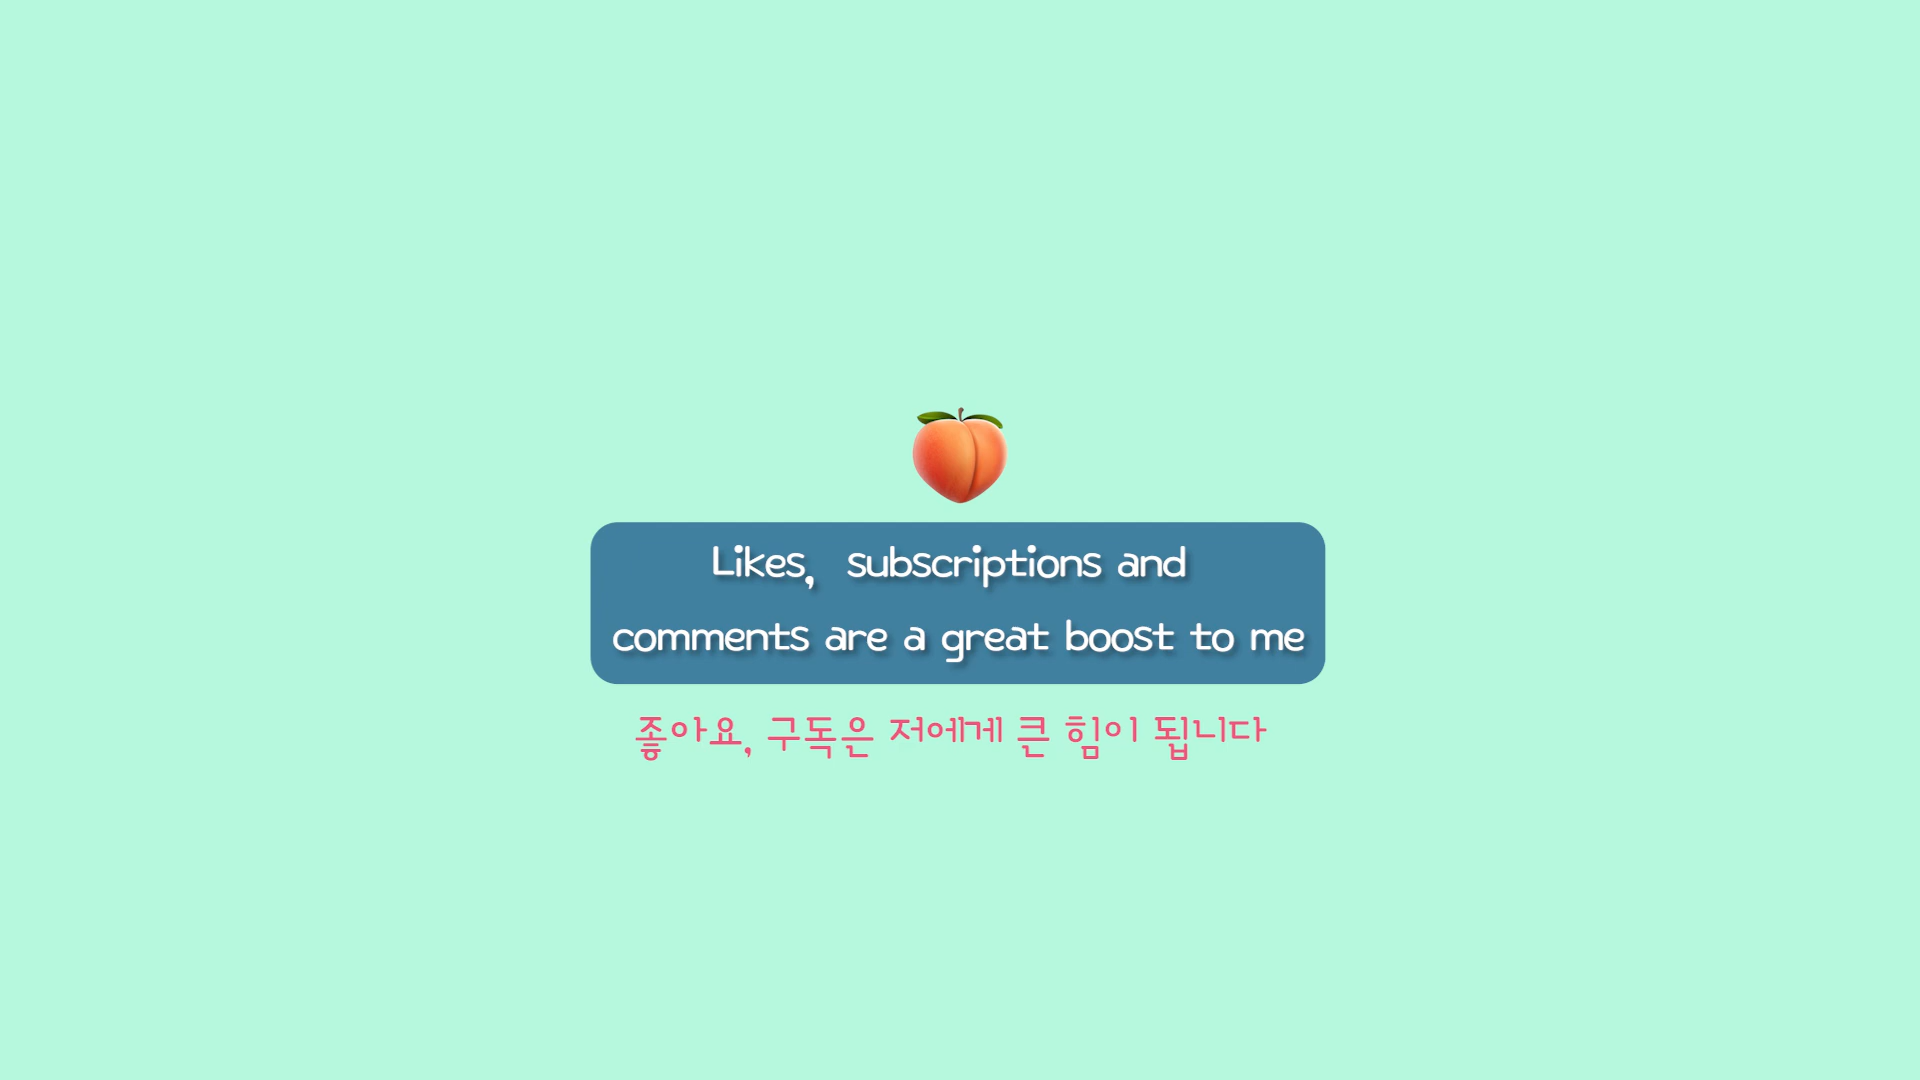 Likes, subscriptions and
comments are a great boost to me
좋아요, 구독은 저에게 큰 힘이 됩니다